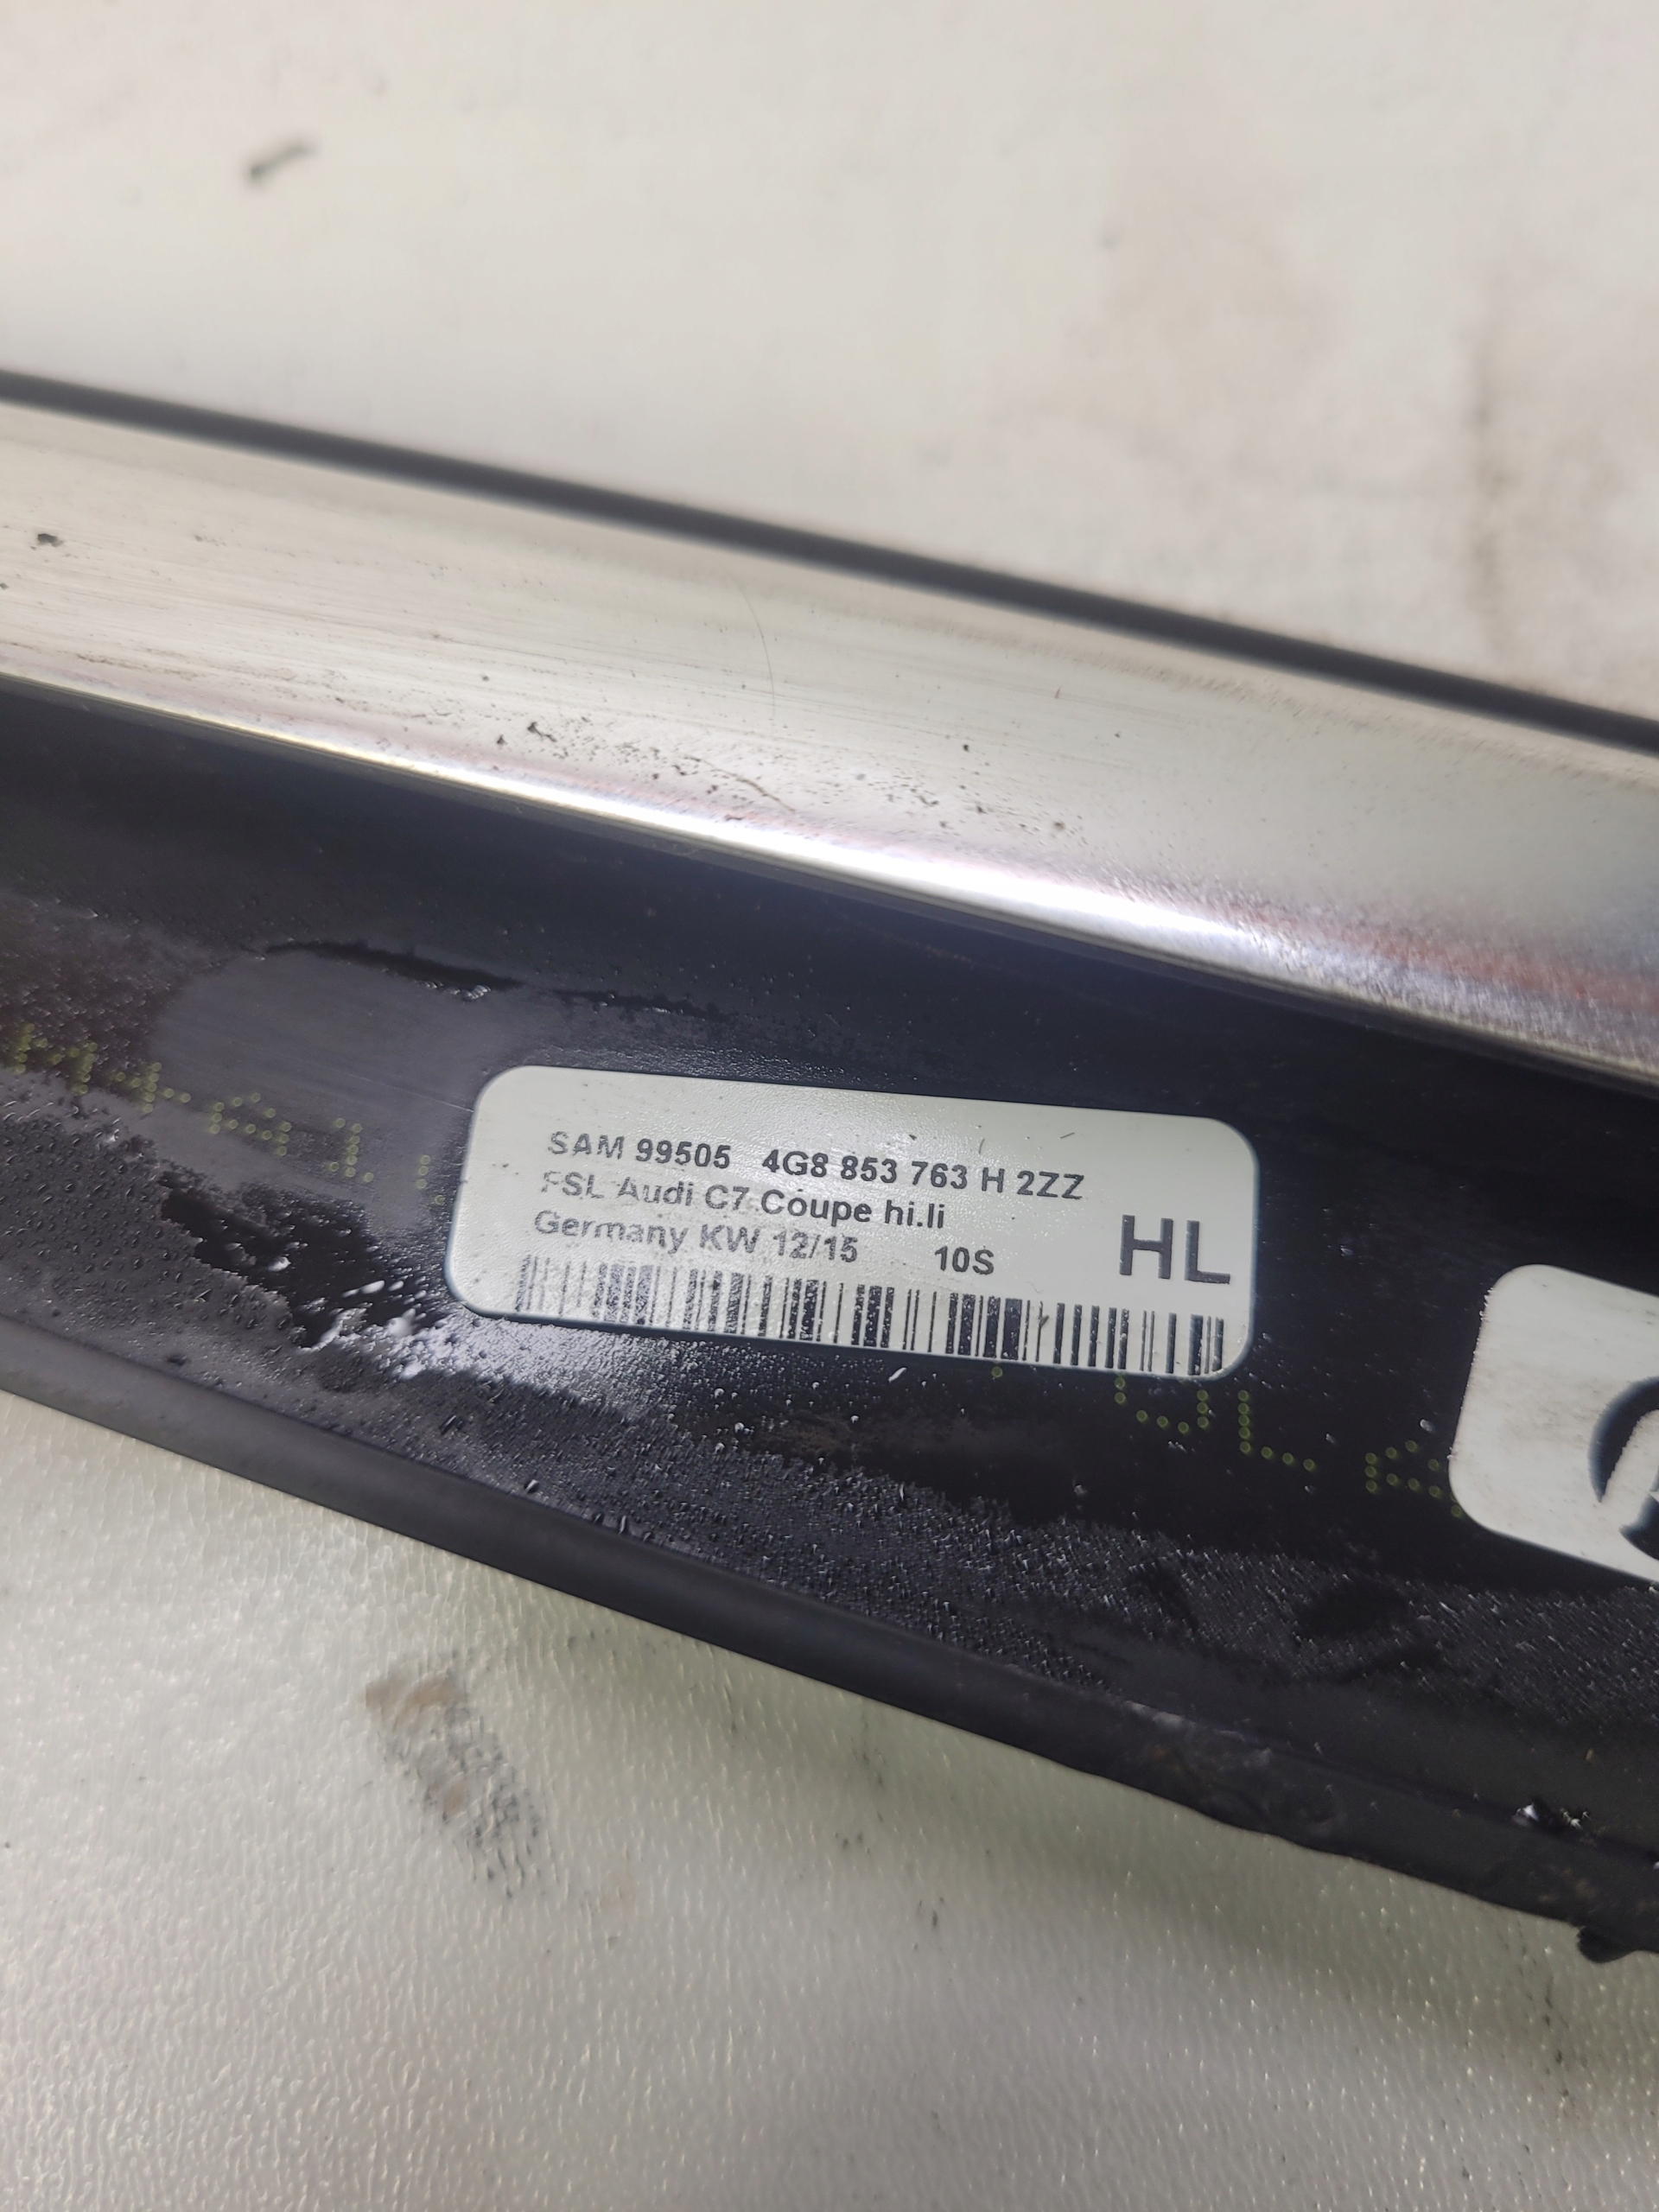 SAM 99505 4G8 853 763 H 2ZZ
FSL Audi C7 Coupe hi.li
Germany KW 12/15 10S HL